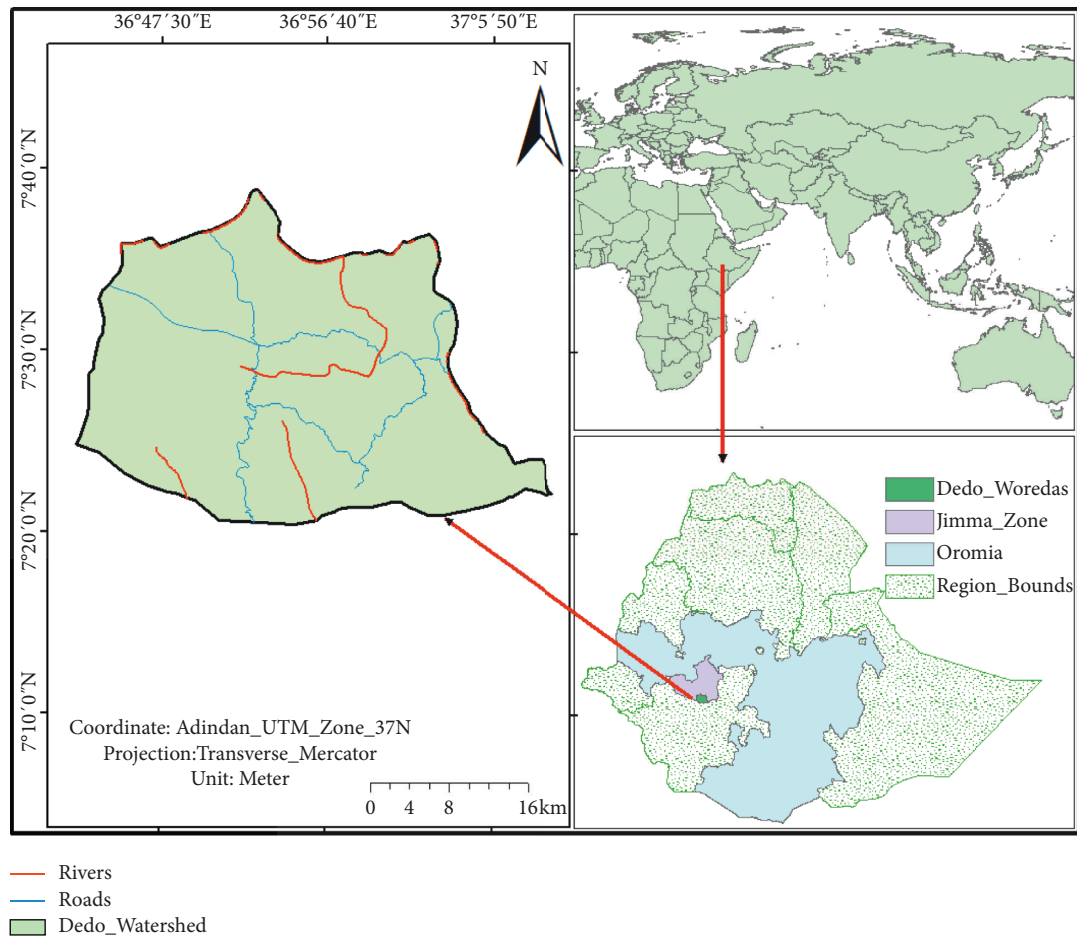 36°47′30″E 36°56′40″E 37°5′50″E
N
7°40′0″N
7°30′0″N
7°20′0″N
7°10′0″N
Coordinate: Adindan_UTM_Zone_37N
Projection:Transverse_Mercator
Unit: Meter
0 4 8 16km
Dedo_Woredas
Jimma_Zone
Oromia
Region_Bounds
Rivers
Roads
Dedo_Watershed